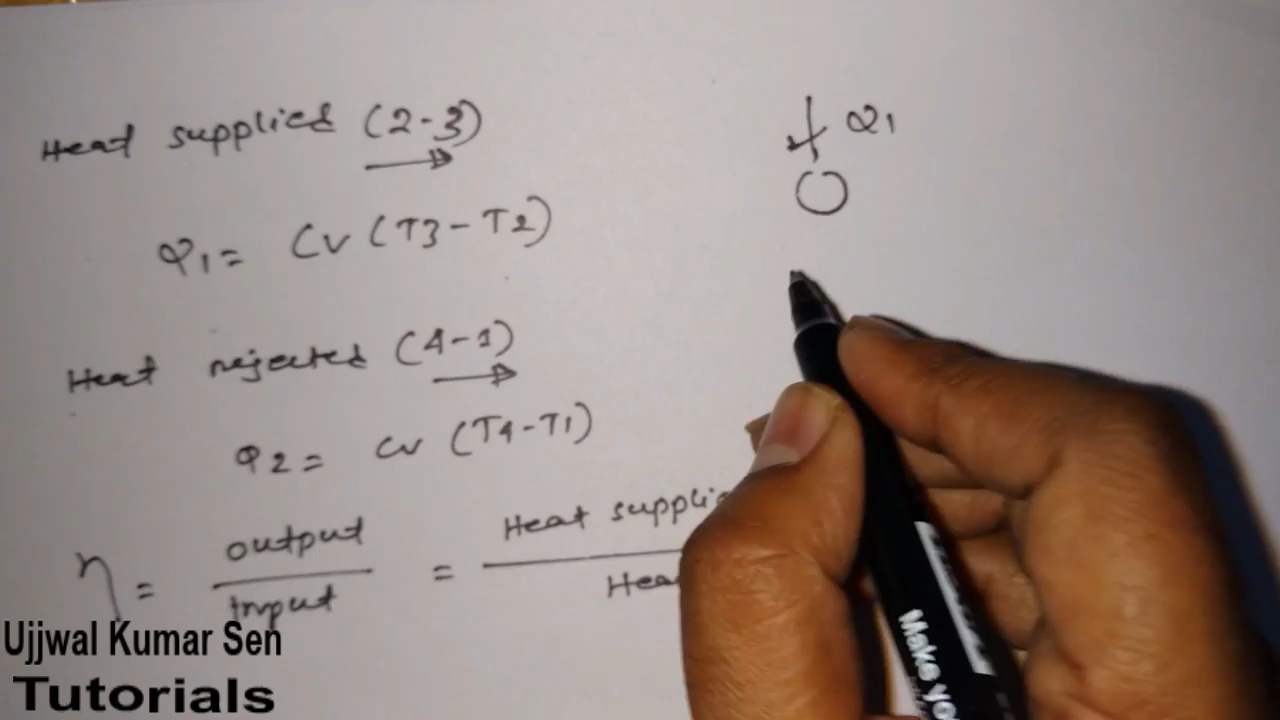 Heat supplied (2-3)
Q1
Q1 = Cv (T3 - T2)
Heat rejected (4-1)
Q2 = Cv (T4 - T1)
η = output / Input = Heat supplie / Hea
Ujjwal Kumar Sen
Tutorials
Make yo